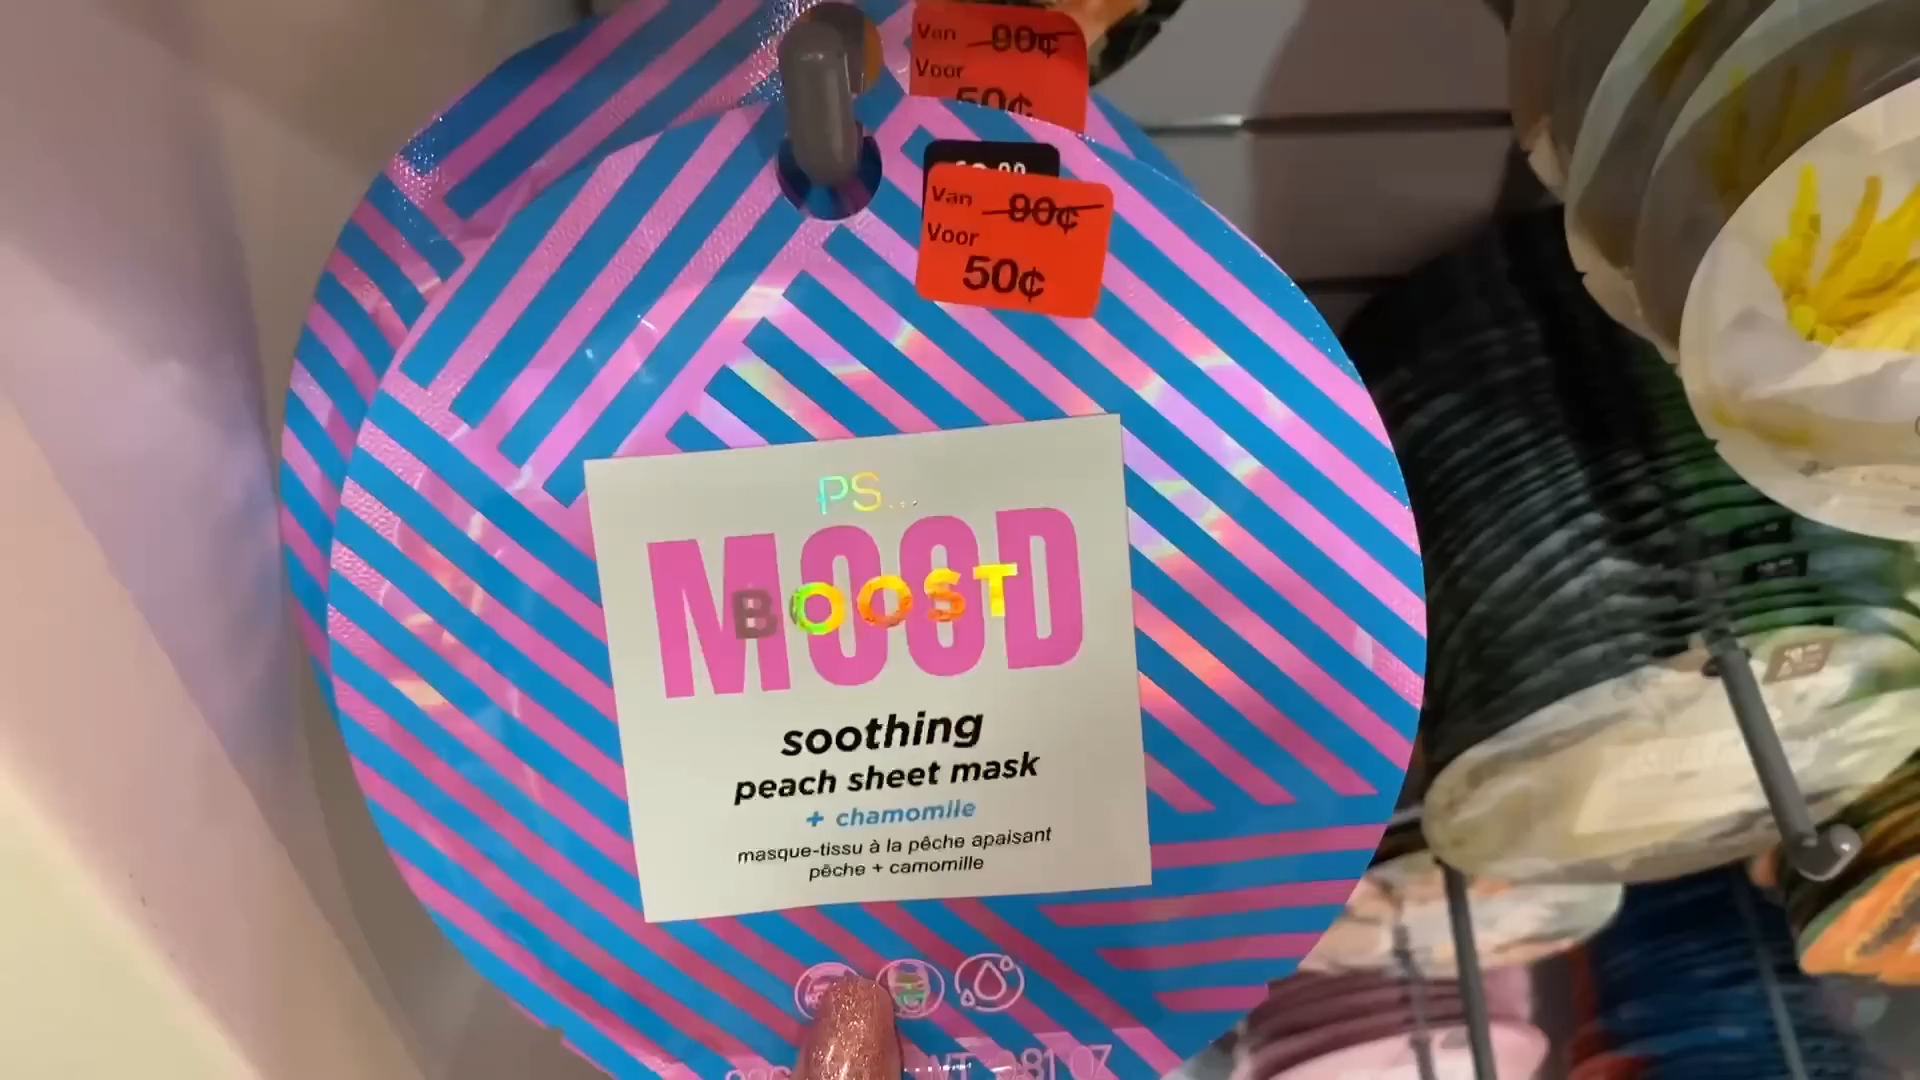 Van 90¢
Voor
50¢
Van 90¢
Voor
50¢
PS...
MOOD
BOOST
soothing
peach sheet mask
+ chamomile
masque-tissu à la pêche apaisant
pêche + camomille